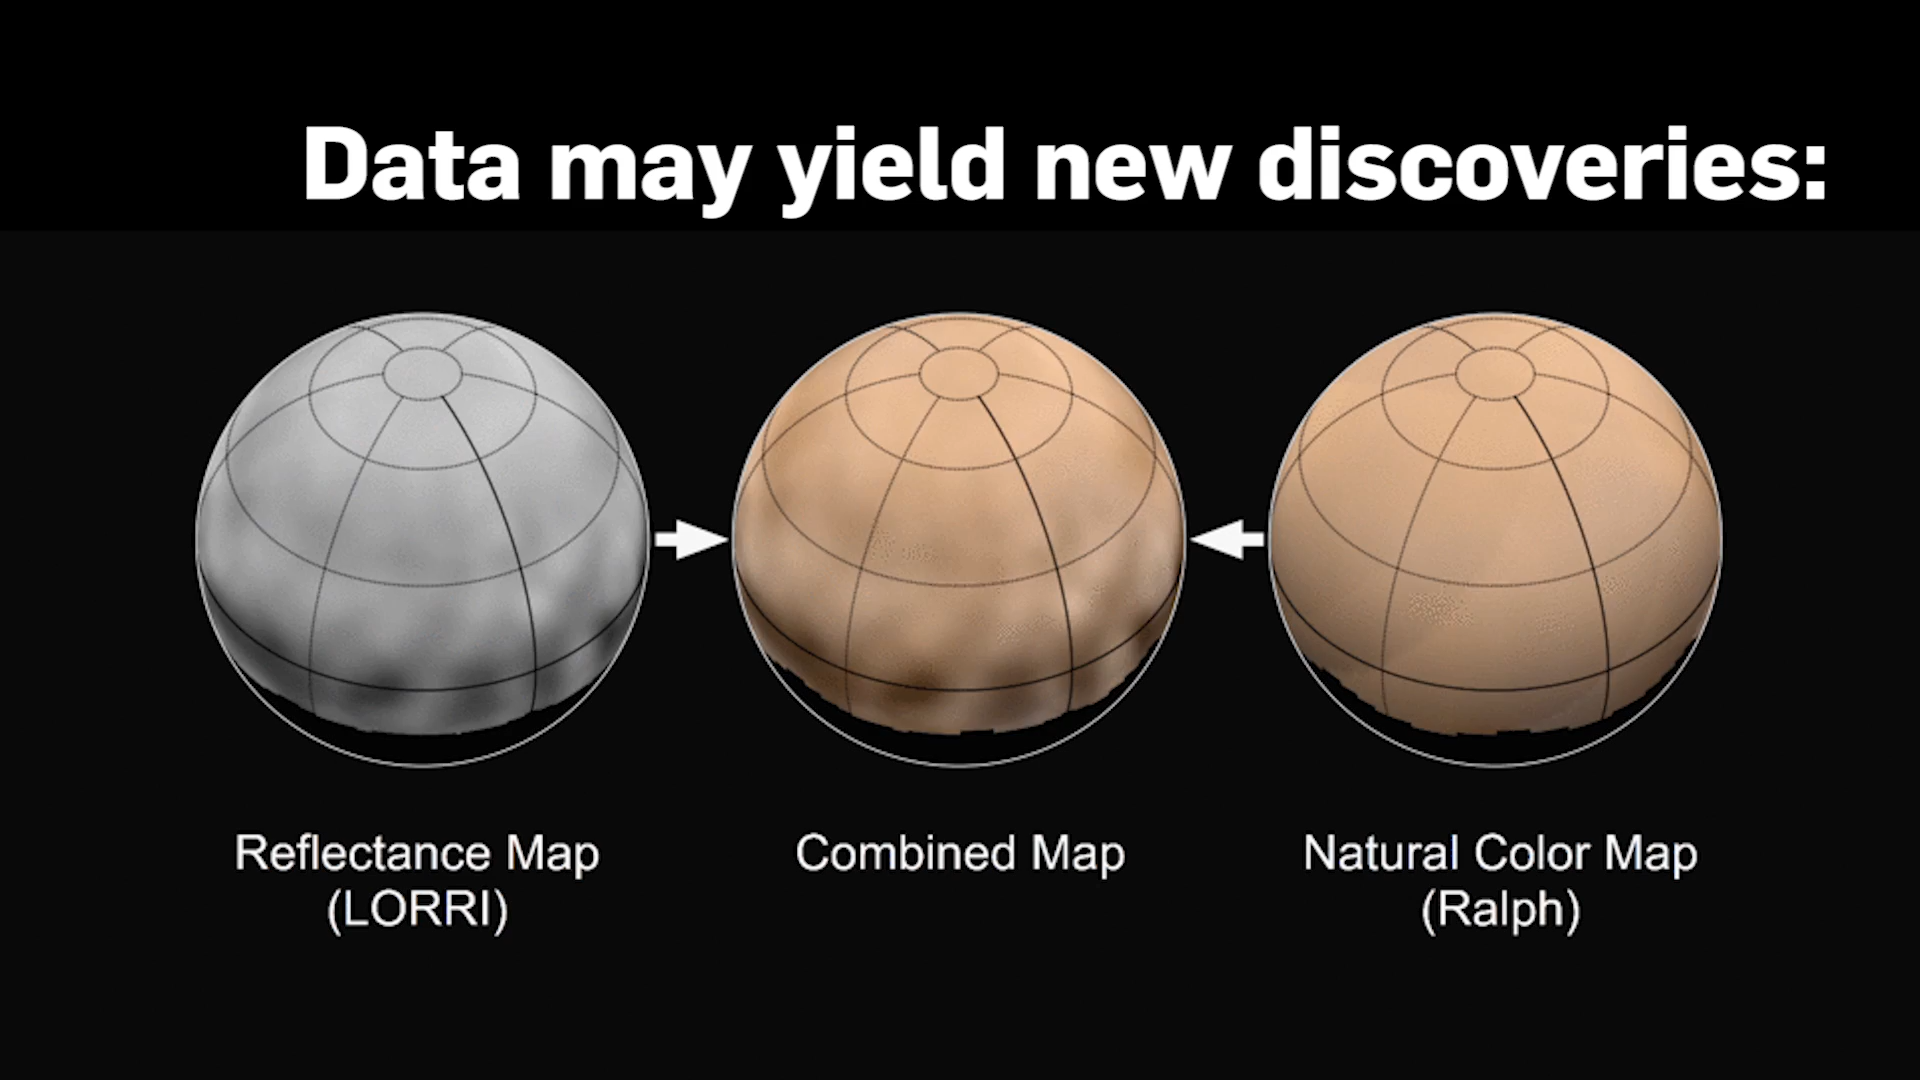 Data may yield new discoveries:
Reflectance Map
(LORRI)
Combined Map
Natural Color Map
(Ralph)